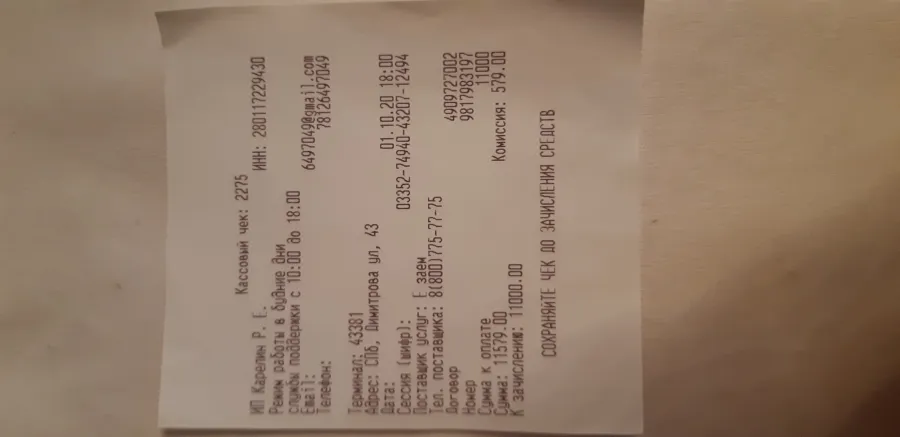 Кассовый чек: 2275
ИП Карелин Р. Е. ИНН: 280117229430
Режим работы в будние дни
службы поддержки с 10:00 до 18:00
Email: 6497049@gmail.com
Телефон: 78126497049
Терминал: 43381
Адрес: СПб, Димитрова ул, 43
Дата: 01.10.20 18:00
Сессия (шифр): 03352-74940-43207-12494
Поставщик услуг: Е заем
Тел. поставщика: 8(800)775-77-75
Договор 4909727002
Номер 9817983197
Сумма к оплате 11000
Сумма: 11579.00 Комиссия: 579.00
К зачислению: 11000.00
СОХРАНЯЙТЕ ЧЕК ДО ЗАЧИСЛЕНИЯ СРЕДСТВ